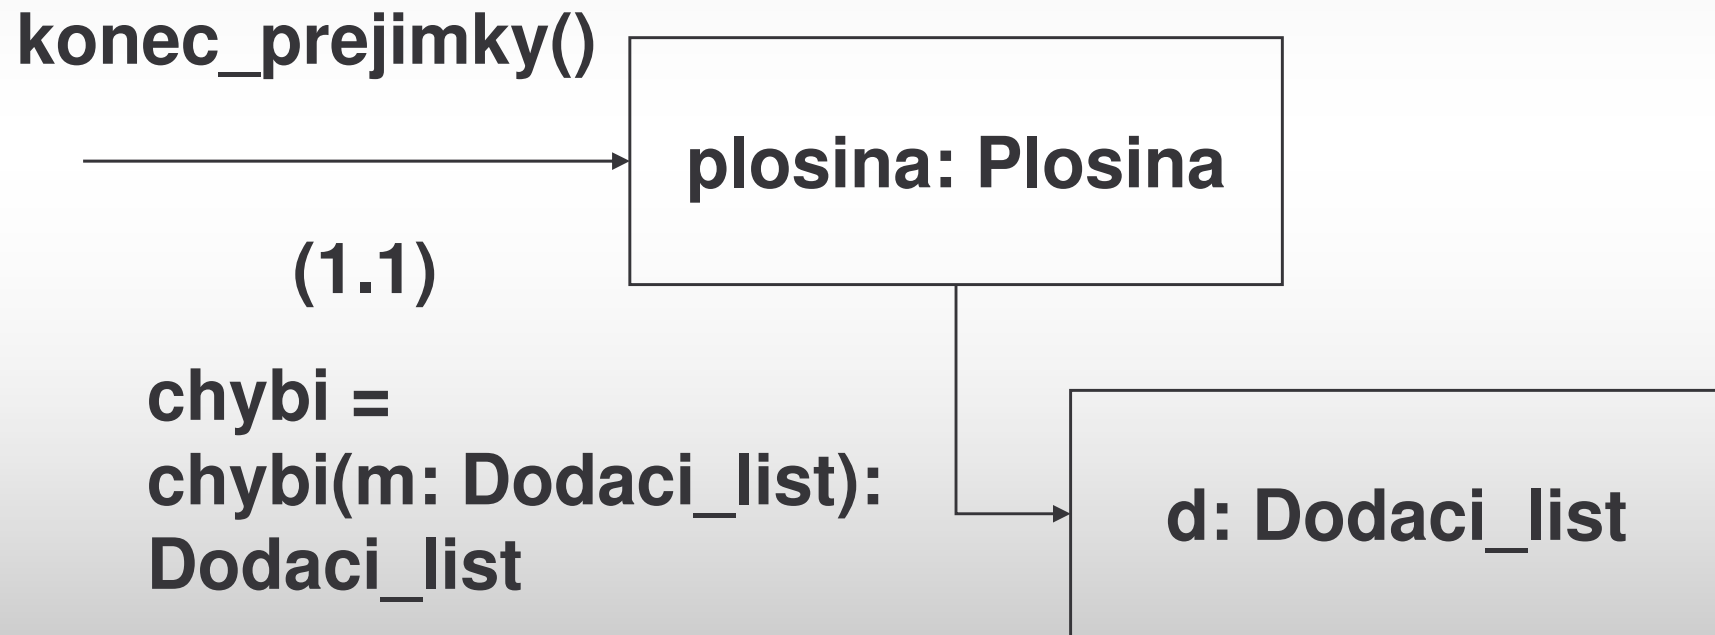 konec_prejimky()
plosina: Plosina
(1.1)
chybi =
chybi(m: Dodaci_list):
Dodaci_list
d: Dodaci_list